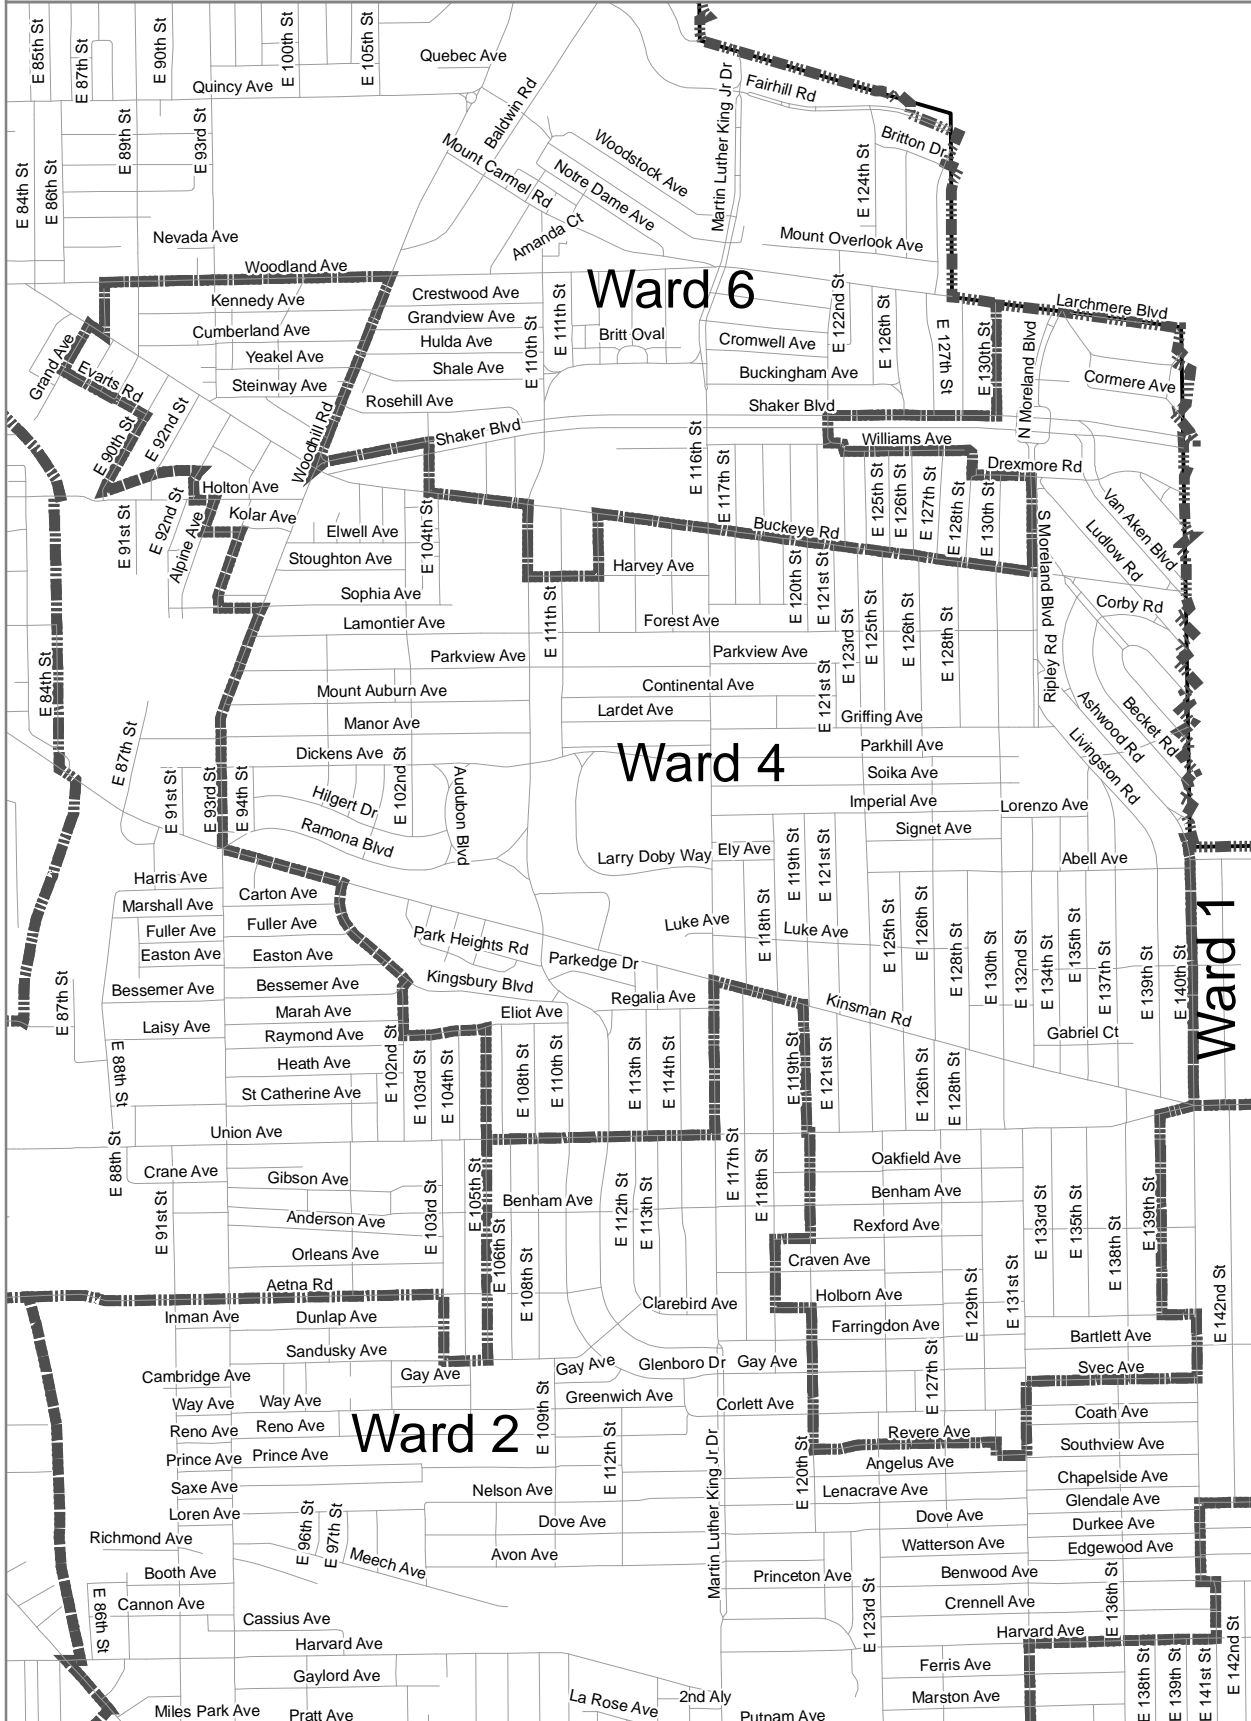 E 85th St
E 87th St
E 90th St
E 100th St
E 105th St
Quebec Ave
Quincy Ave
Baldwin Rd
Martin Luther King Jr Dr
Fairhill Rd
Britton Dr
E 89th St
E 93rd St
Mount Carmel Rd
Woodstock Ave
Notre Dame Ave
E 84th St
E 86th St
E 124th St
Amanda Ct
Nevada Ave
Mount Overlook Ave
Woodland Ave
Ward 6
Kennedy Ave
Crestwood Ave
Larchmere Blvd
Cumberland Ave
Grandview Ave
E 110th St
E 111th St
Britt Oval
E 122nd St
E 126th St
E 127th St
E 130th St
N Moreland Blvd
Yeakel Ave
Hulda Ave
Cromwell Ave
Grand Ave
Evarts Rd
Steinway Ave
Shale Ave
Buckingham Ave
Cormere Ave
Rosehill Ave
Shaker Blvd
E 90th St
E 92nd St
Woodhill Rd
Shaker Blvd
Williams Ave
Drexmore Rd
E 116th St
E 117th St
Holton Ave
E 91st St
E 92nd St
Alpine Ave
Kolar Ave
Elwell Ave
E 104th St
Buckeye Rd
E 125th St
E 126th St
E 127th St
E 128th St
E 130th St
S Moreland Blvd
Van Aken Blvd
Ludlow Rd
Stoughton Ave
Harvey Ave
E 120th St
E 121st St
Sophia Ave
Corby Rd
Lamontier Ave
E 111th St
Forest Ave
E 123rd St
E 125th St
E 126th St
E 128th St
Parkview Ave
Parkview Ave
Ripley Rd
E 84th St
Mount Auburn Ave
Continental Ave
E 121st St
Manor Ave
Lardet Ave
Griffing Ave
Ashwood Rd
Becket Rd
E 87th St
Dickens Ave
E 102nd St
Ward 4
Parkhill Ave
Livingston Rd
E 91st St
E 93rd St
E 94th St
Hilgert Dr
Audubon Blvd
Soika Ave
Imperial Ave
Lorenzo Ave
Ramona Blvd
Signet Ave
Larry Doby Way
Ely Ave
E 119th St
E 121st St
Abell Ave
Harris Ave
Carton Ave
Marshall Ave
Fuller Ave
Fuller Ave
Luke Ave
E 118th St
Luke Ave
E 125th St
E 126th St
E 128th St
E 130th St
E 132nd St
E 134th St
E 135th St
E 137th St
E 139th St
E 140th St
Ward 1
Easton Ave
Easton Ave
Park Heights Rd
Parkedge Dr
Bessemer Ave
Bessemer Ave
Kingsbury Blvd
Regalia Ave
E 87th St
Marah Ave
Eliot Ave
Kinsman Rd
Laisy Ave
Raymond Ave
Gabriel Ct
E 88th St
Heath Ave
E 102nd St
E 103rd St
E 104th St
E 108th St
E 110th St
E 113th St
E 114th St
E 119th St
E 121st St
E 126th St
E 128th St
St Catherine Ave
Union Ave
E 88th St
Crane Ave
Gibson Ave
E 103rd St
E 105th St
Benham Ave
E 112th St
E 113th St
E 117th St
E 118th St
Oakfield Ave
Benham Ave
E 133rd St
E 135th St
E 138th St
E 139th St
E 91st St
Anderson Ave
Rexford Ave
Orleans Ave
E 106th St
E 108th St
Craven Ave
Aetna Rd
Holborn Ave
E 129th St
E 131st St
E 142nd St
Inman Ave
Dunlap Ave
Clarebird Ave
Farringdon Ave
Bartlett Ave
Sandusky Ave
Gay Ave
Glenboro Dr
Gay Ave
Svec Ave
Cambridge Ave
Gay Ave
E 127th St
Way Ave
Way Ave
Greenwich Ave
Corlett Ave
Coath Ave
Reno Ave
Reno Ave
Ward 2
E 109th St
E 112th St
Revere Ave
Southview Ave
Prince Ave
Prince Ave
Martin Luther King Jr Dr
E 120th St
Angelus Ave
Chapelside Ave
Saxe Ave
Nelson Ave
Lenacrave Ave
Glendale Ave
Loren Ave
E 96th St
E 97th St
Dove Ave
Dove Ave
Durkee Ave
Richmond Ave
Avon Ave
Watterson Ave
Edgewood Ave
Meech Ave
Booth Ave
Princeton Ave
Benwood Ave
E 86th St
Cannon Ave
E 123rd St
Crennell Ave
E 136th St
Cassius Ave
Harvard Ave
Harvard Ave
Gaylord Ave
Ferris Ave
E 138th St
E 139th St
E 141st St
E 142nd St
La Rose Ave
2nd Aly
Marston Ave
Miles Park Ave
Pratt Ave
Putnam Ave